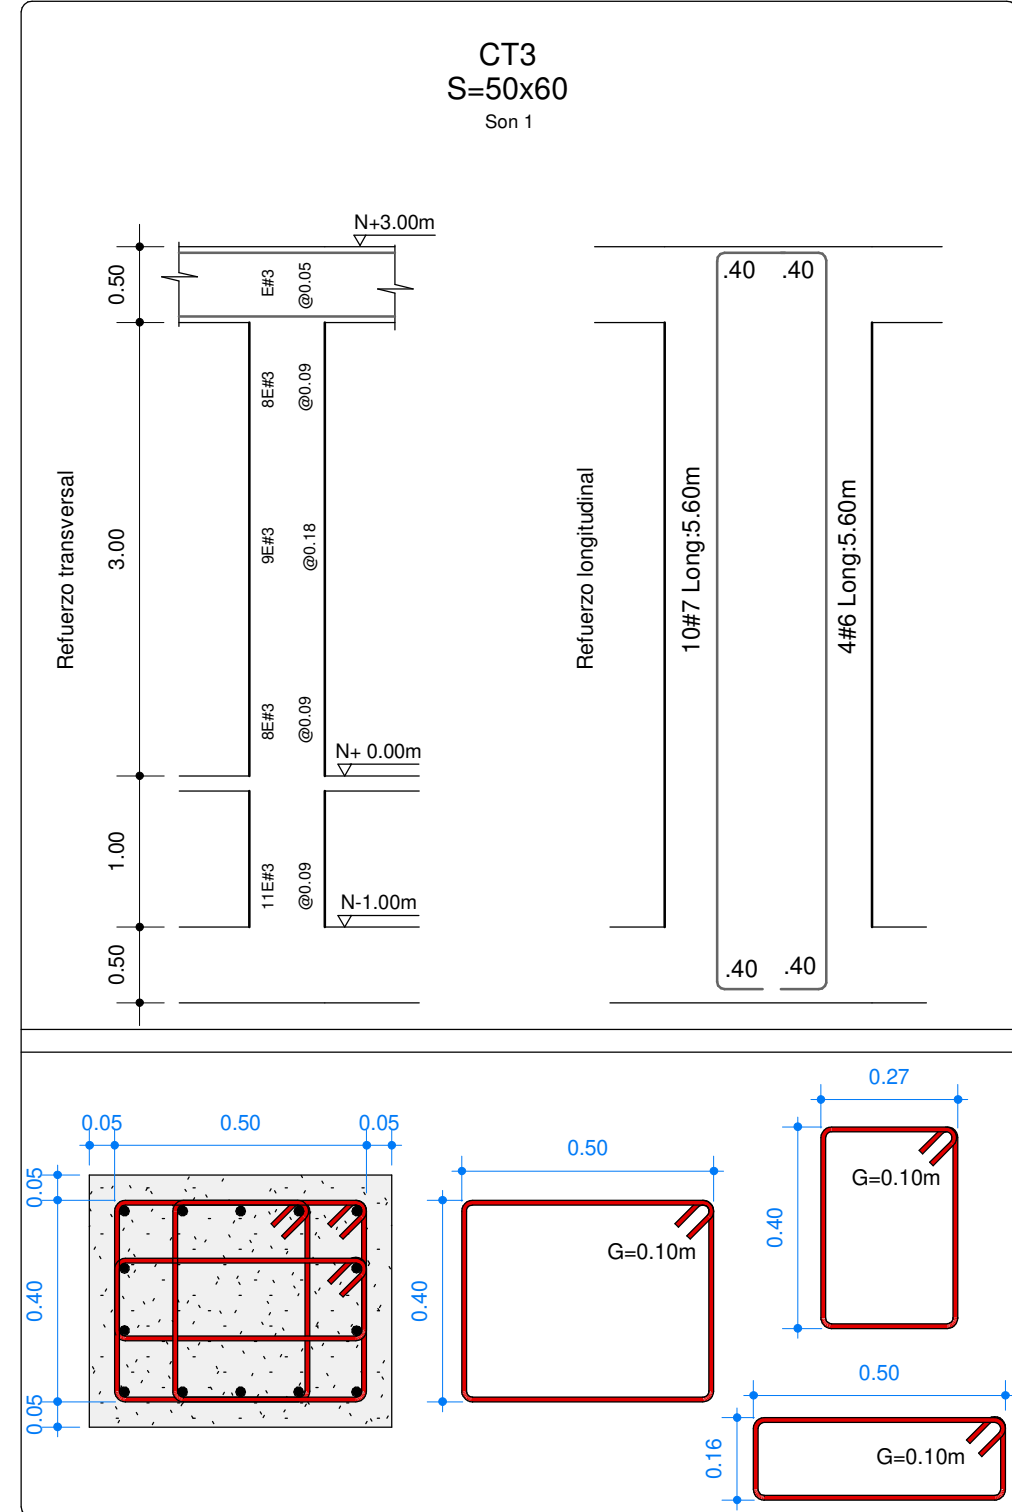 CT3
S=50x60
Son 1
N+3.00m
0.50
E#3
@0.05
8E#3
@0.09
Refuerzo transversal
3.00
9E#3
@0.18
8E#3
@0.09
N+ 0.00m
1.00
11E#3
@0.09
N-1.00m
0.50
.40 .40
Refuerzo longitudinal
10#7 Long:5.60m
4#6 Long:5.60m
.40 .40
0.05 0.50 0.05
0.05
0.40
0.05
0.50
0.40
G=0.10m
0.27
0.40
G=0.10m
0.50
0.16
G=0.10m